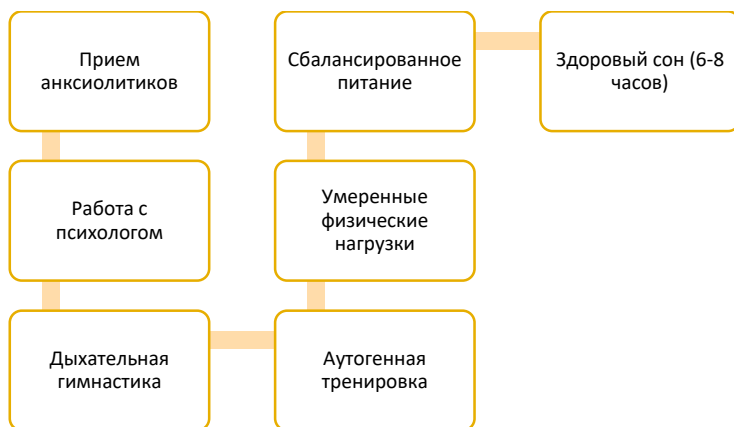 Прием
анксиолитиков
Работа с
психологом
Дыхательная
гимнастика
Аутогенная
тренировка
Умеренные
физические
нагрузки
Сбалансированное
питание
Здоровый сон (6-8
часов)